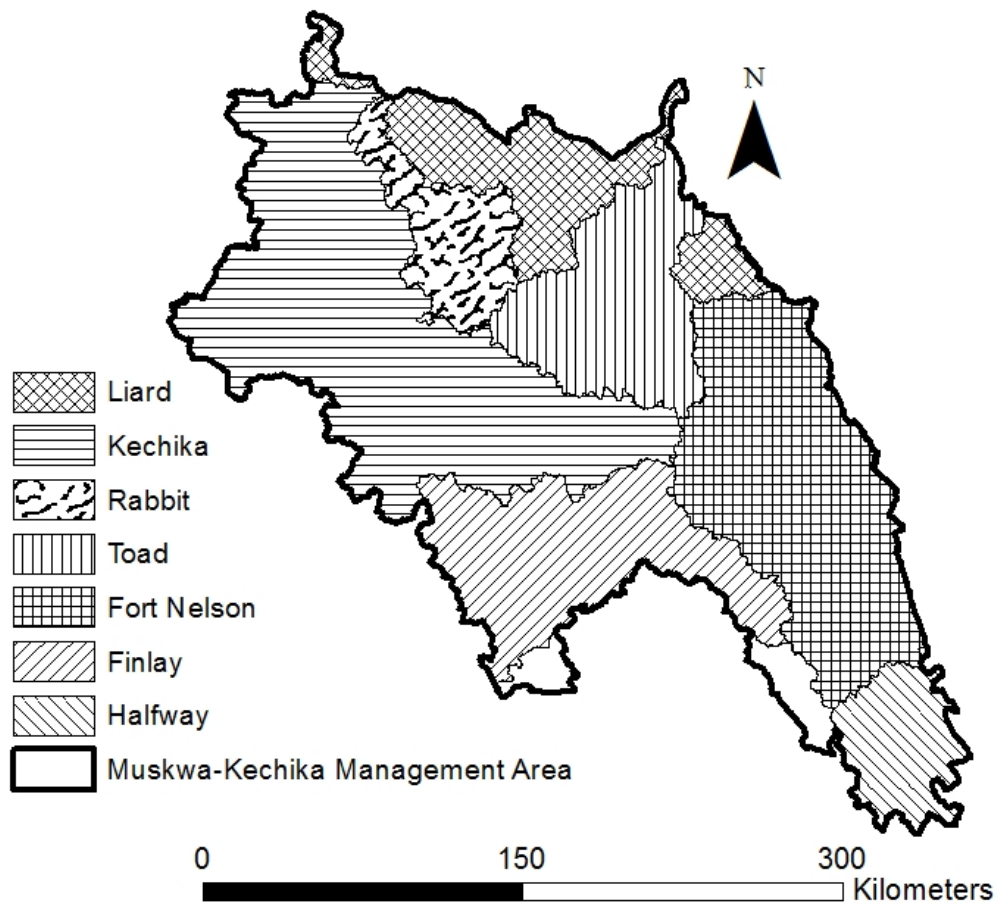 N
Liard
Kechika
Rabbit
Toad
Fort Nelson
Finlay
Halfway
Muskwa-Kechika Management Area
0 150 300
Kilometers